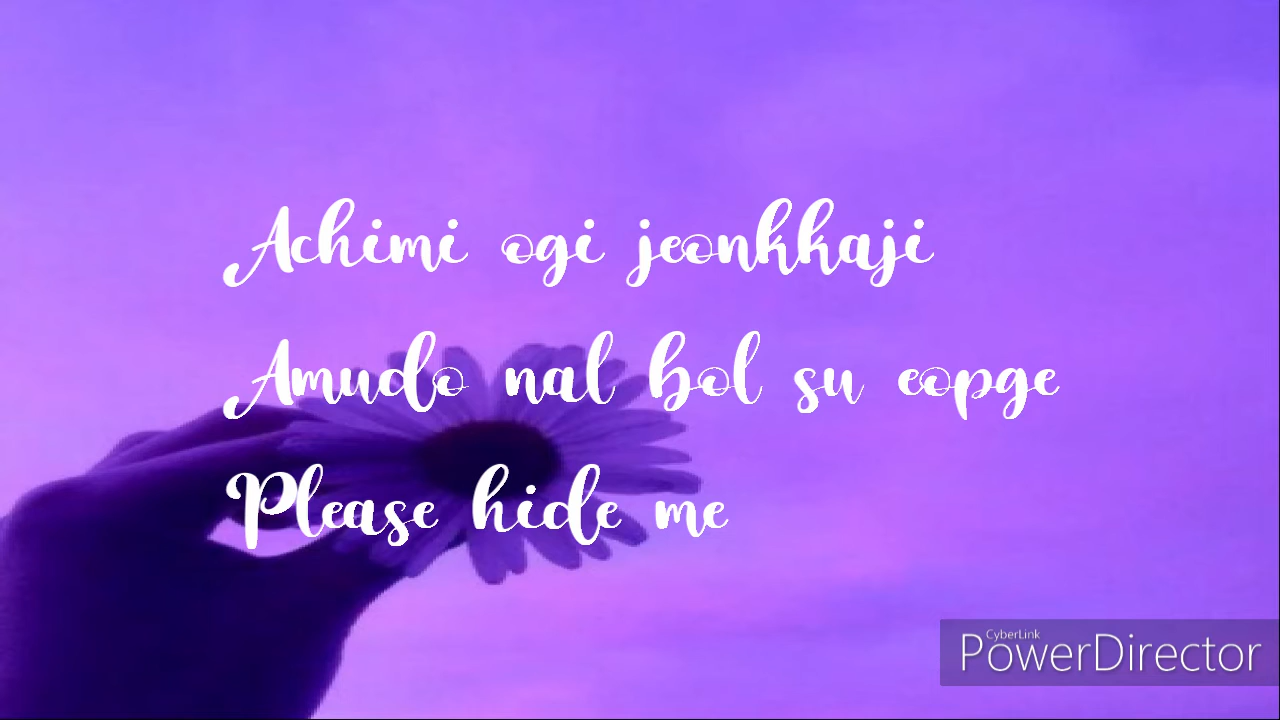 Achimi ogi jeonkkaji
Amudo nal bol su eopge
Please hide me
CyberLink
PowerDirector